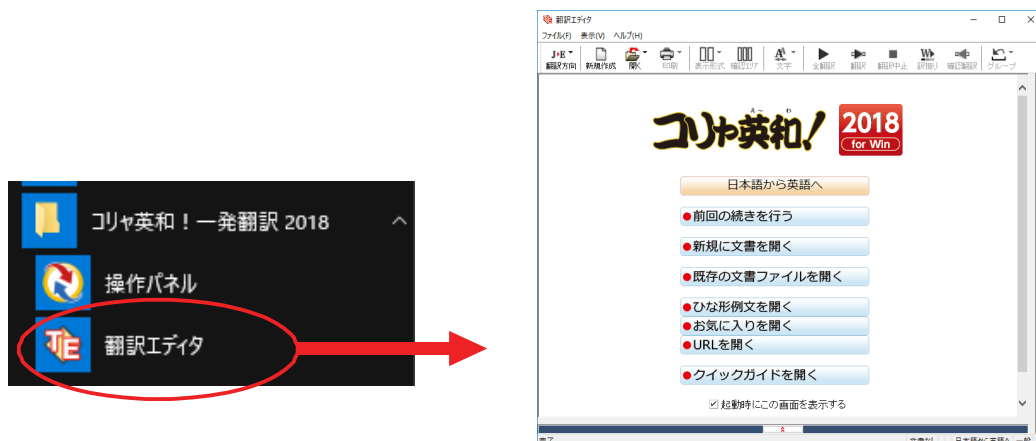 コリャ英和！一発翻訳 2018
操作パネル
TE
翻訳エディタ
翻訳エディタ
ファイル(F) 表示(V) ヘルプ(H)
J▸E
翻訳方向 新規作成 開く 印刷 表示形式 確認エリア 文字 全翻訳 翻訳 翻訳中止 訳振り 確認翻訳 グループ
えーわ
コリャ英和!
2018
for Win
日本語から英語へ
●前回の続きを行う
●新規に文書を開く
●既存の文書ファイルを開く
●ひな形例文を開く
●お気に入りを開く
●URLを開く
●クイックガイドを開く
起動時にこの画面を表示する